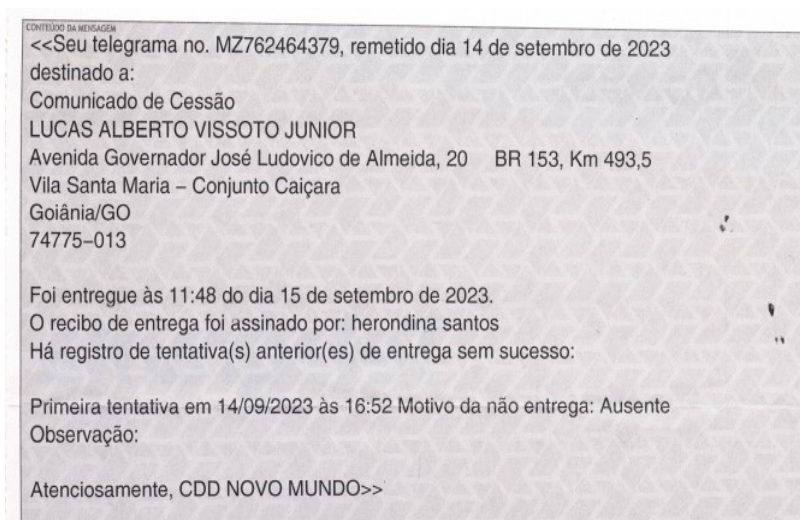 CONTEÚDO DA MENSAGEM
<<Seu telegrama no. MZ762464379, remetido dia 14 de setembro de 2023
destinado a:
Comunicado de Cessão
LUCAS ALBERTO VISSOTO JUNIOR
Avenida Governador José Ludovico de Almeida, 20 BR 153, Km 493,5
Vila Santa Maria – Conjunto Caiçara
Goiânia/GO
74775–013
Foi entregue às 11:48 do dia 15 de setembro de 2023.
O recibo de entrega foi assinado por: herondina santos
Há registro de tentativa(s) anterior(es) de entrega sem sucesso:
Primeira tentativa em 14/09/2023 às 16:52 Motivo da não entrega: Ausente
Observação:
Atenciosamente, CDD NOVO MUNDO>>